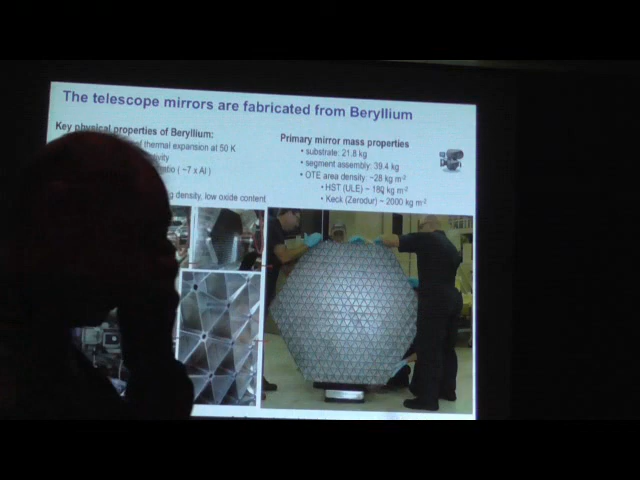 The telescope mirrors are fabricated from Beryllium
Key physical properties of Beryllium:
of thermal expansion at 50 K
atio ( ~7 x Al )
density, low oxide content
Primary mirror mass properties
• substrate: 21.8 kg
• segment assembly: 39.4 kg
• OTE area density: ~28 kg m-2
• HST (ULE) ~ 180 kg m-2
• Keck (Zerodur) ~ 2000 kg m-2